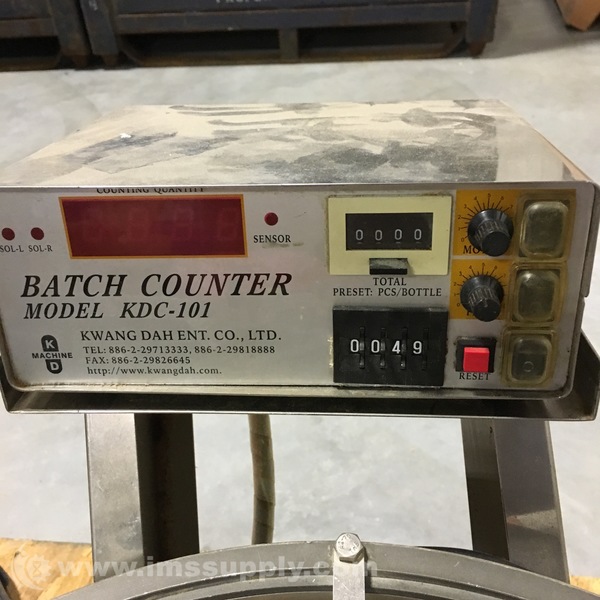 COUNTING QUANTITY
SOL-L SOL-R
SENSOR
0000
TOTAL
PRESET: PCS/BOTTLE
0049
RESET
BATCH COUNTER
MODEL KDC-101
K
MACHINE
D
KWANG DAH ENT. CO., LTD.
TEL: 886-2-29713333, 886-2-29818888
FAX: 886-2-29826645
http://www.kwangdah.com.
www.imssupply.com